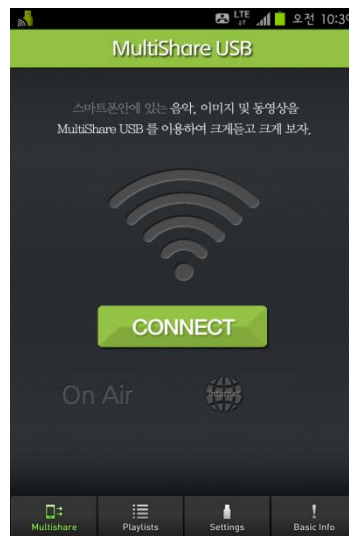 LTE 오전 10:39
MultiShare USB
스마트폰안에 있는 음악, 이미지 및 동영상을
MultiShare USB 를 이용하여 크게듣고 크게 보자.
CONNECT
On Air
Multishare Playlists Settings Basic Info